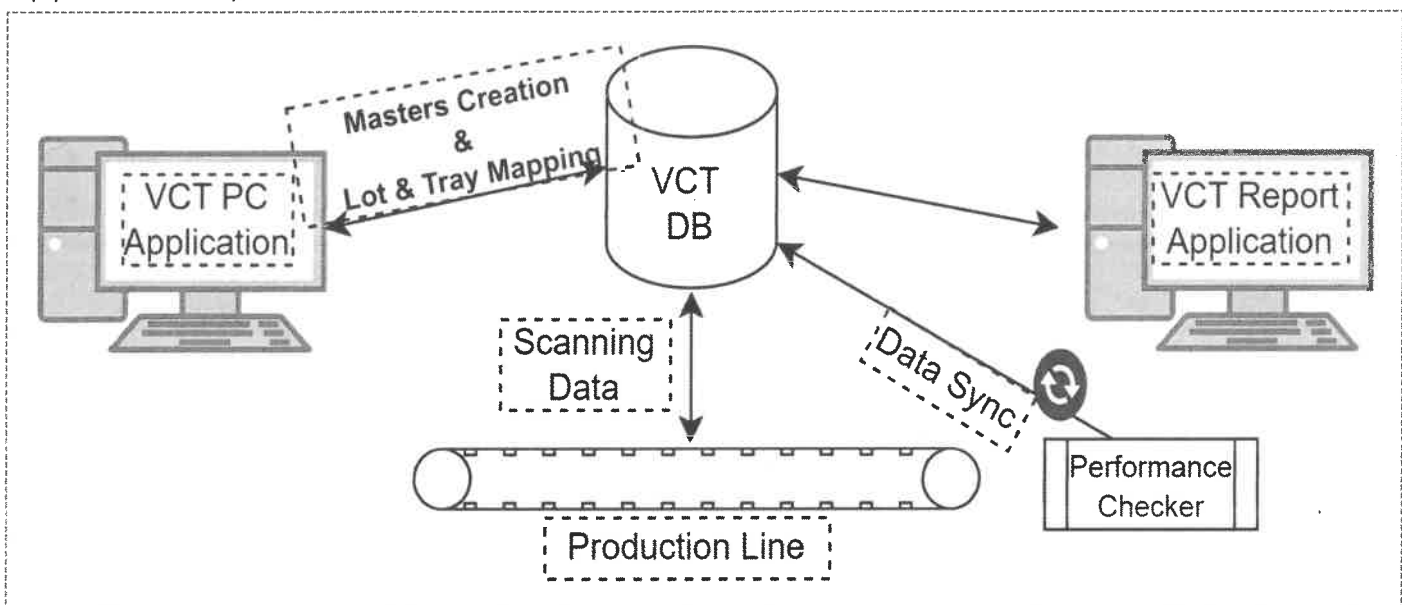 Masters Creation
&
Lot & Tray Mapping
VCT PC
Application
VCT
DB
VCT Report
Application
Scanning
Data
Data Sync
Performance
Checker
Production Line